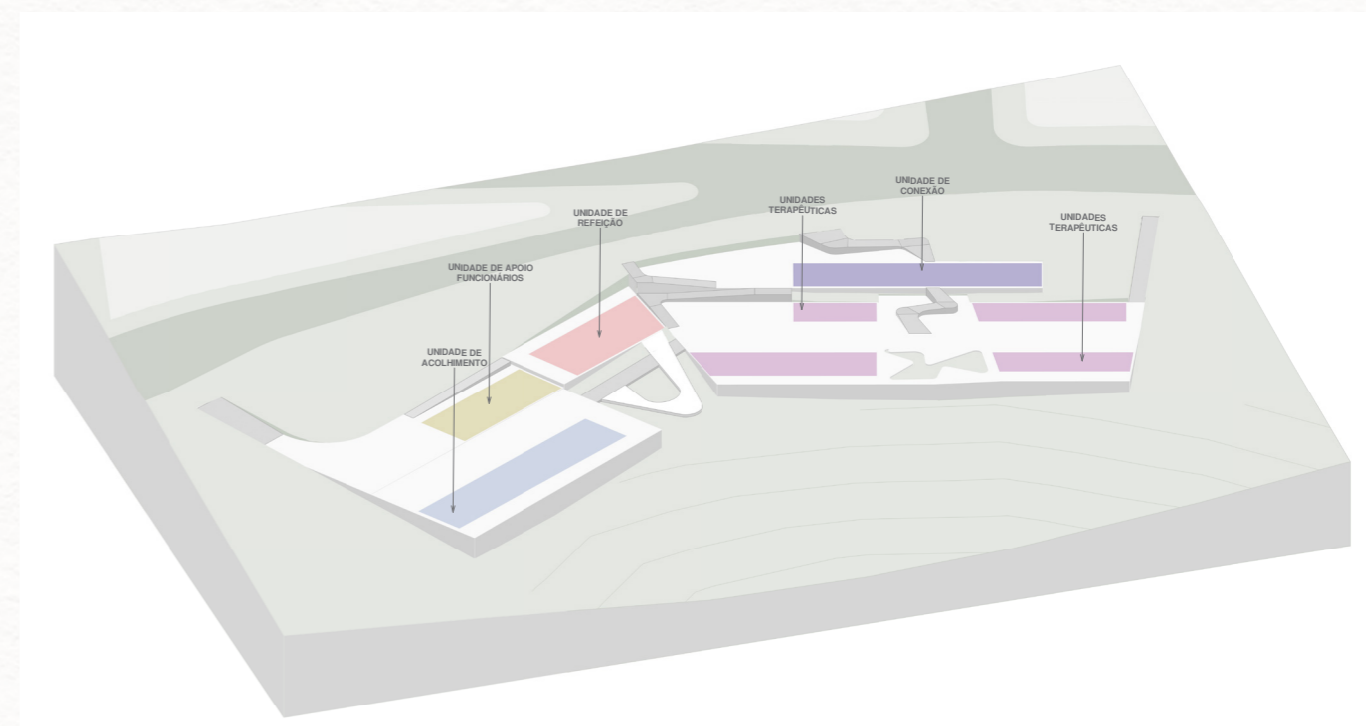 UNIDADE DE
CONEXÃO
UNIDADES
TERAPÊUTICAS
UNIDADE DE
REFEIÇÃO
UNIDADES
TERAPÊUTICAS
UNIDADE DE APOIO
FUNCIONÁRIOS
UNIDADE DE
ACOLHIMENTO